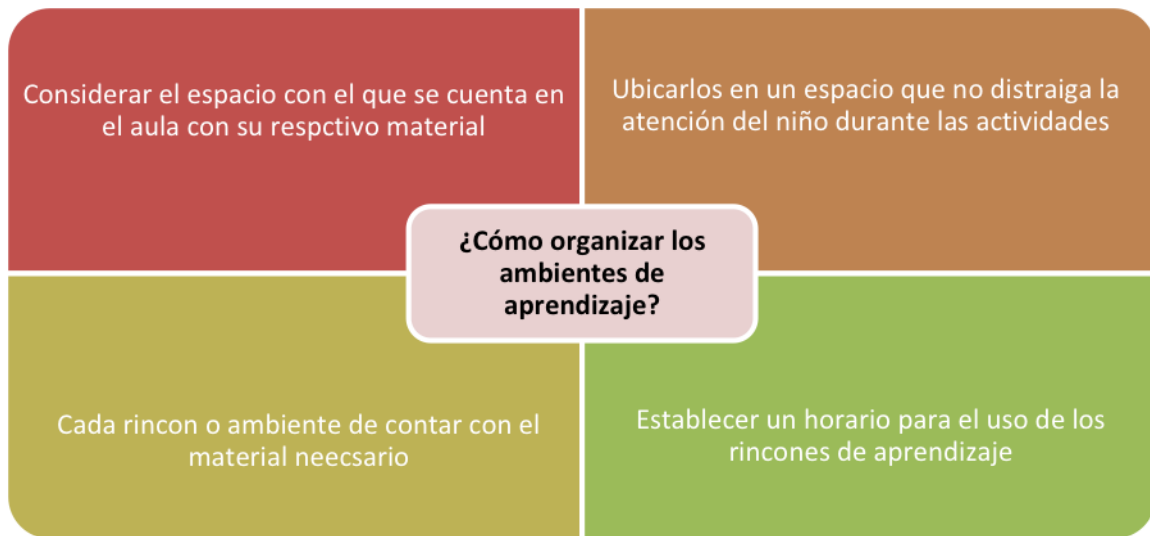 Considerar el espacio con el que se cuenta en
el aula con su respctivo material
Ubicarlos en un espacio que no distraiga la
atención del niño durante las actividades
¿Cómo organizar los
ambientes de
aprendizaje?
Cada rincon o ambiente de contar con el
material neecsario
Establecer un horario para el uso de los
rincones de aprendizaje